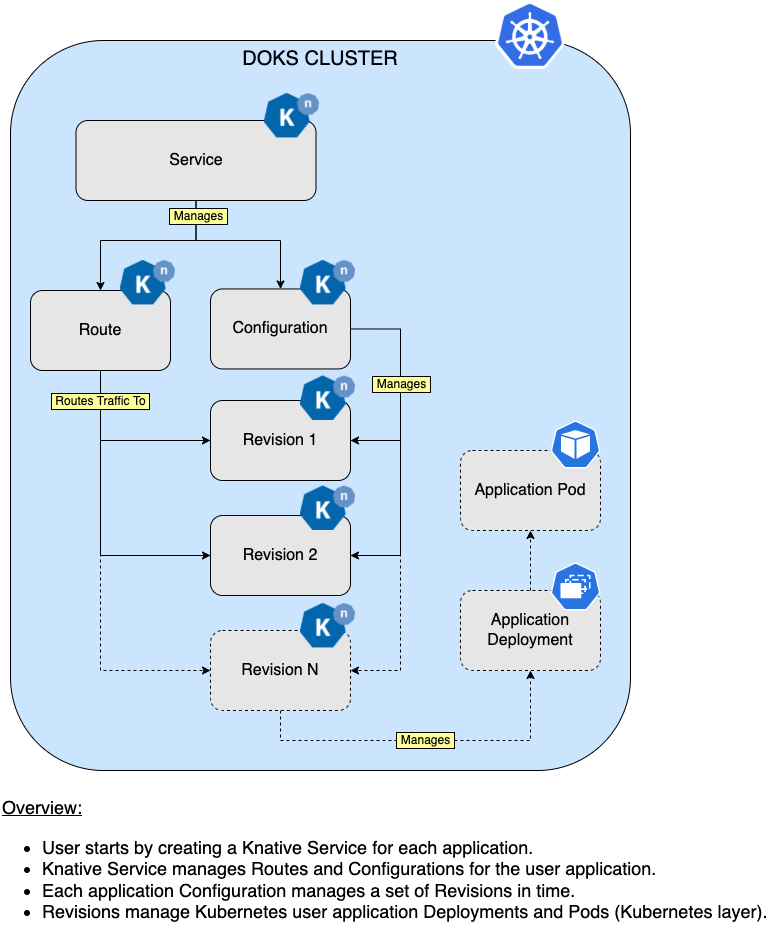 DOKS CLUSTER
K n
Service
Manages
K n
K n
Route
Configuration
Manages
Routes Traffic To
K n
Revision 1
Application Pod
K n
Revision 2
Application
Deployment
K n
Revision N
Manages
Overview:
• User starts by creating a Knative Service for each application.
• Knative Service manages Routes and Configurations for the user application.
• Each application Configuration manages a set of Revisions in time.
• Revisions manage Kubernetes user application Deployments and Pods (Kubernetes layer).